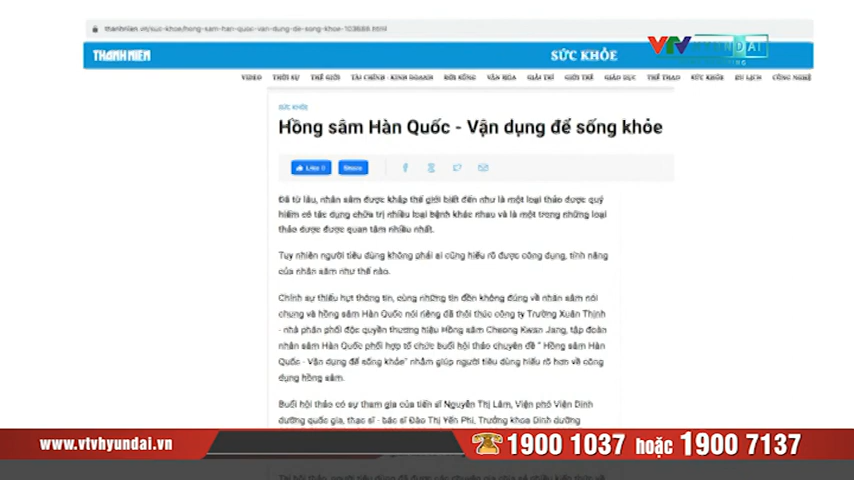 thanhnien.vn/suc-khoe/hong-sam-han-quoc-van-dung-de-song-khoe-103688.html
THANH NIÊN
SỨC KHỎE
VTV HYUNDAI
VIDEO THỜI SỰ THẾ GIỚI TÀI CHÍNH - KINH DOANH ĐỜI SỐNG VĂN HÓA GIẢI TRÍ GIỚI TRẺ GIÁO DỤC THỂ THAO SỨC KHỎE DU LỊCH CÔNG NGHỆ
SỨC KHỎE
Hồng sâm Hàn Quốc - Vận dụng để sống khỏe
Like 0 Share
Đã từ lâu, nhân sâm được khắp thế giới biết đến như là một loại thảo dược quý
hiếm có tác dụng chữa trị nhiều loại bệnh khác nhau và là một trong những loại
thảo dược được quan tâm nhiều nhất.
Tuy nhiên người tiêu dùng không phải ai cũng hiểu rõ được công dụng, tính năng
của nhân sâm như thế nào.
Chính sự thiếu hụt thông tin, cùng những tin đồn không đúng về nhân sâm nói
chung và hồng sâm Hàn Quốc nói riêng đã thôi thúc công ty Trường Xuân Thịnh
- nhà phân phối độc quyền thương hiệu Hồng sâm Cheong Kwan Jang, tập đoàn
nhân sâm Hàn Quốc phối hợp tổ chức buổi hội thảo chuyên đề " Hồng sâm Hàn
Quốc - Vận dụng để sống khỏe" nhằm giúp người tiêu dùng hiểu rõ hơn về công
dụng hồng sâm.
Buổi hội thảo có sự tham gia của tiến sĩ Nguyễn Thị Lâm, Viện phó Viện Dinh
dưỡng quốc gia, thạc sĩ - bác sĩ Đào Thị Yến Phi, Trưởng khoa Dinh dưỡng
www.vtvhyundai.vn
1900 1037 hoặc 1900 7137